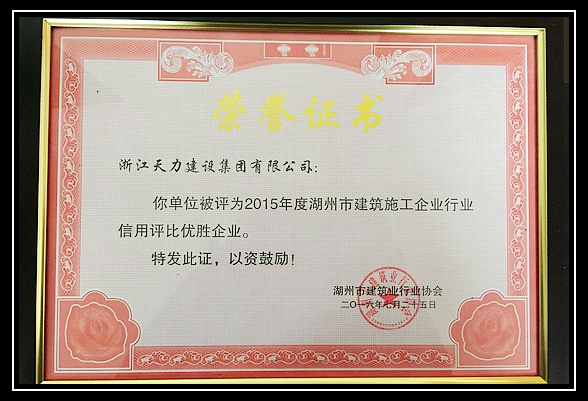 荣誉证书
浙江天力建设集团有限公司:
你单位被评为2015年度湖州市建筑施工企业行业
信用评比优胜企业。
特发此证，以资鼓励！
湖州市建筑业行业协会
二〇一六年七月二十五日